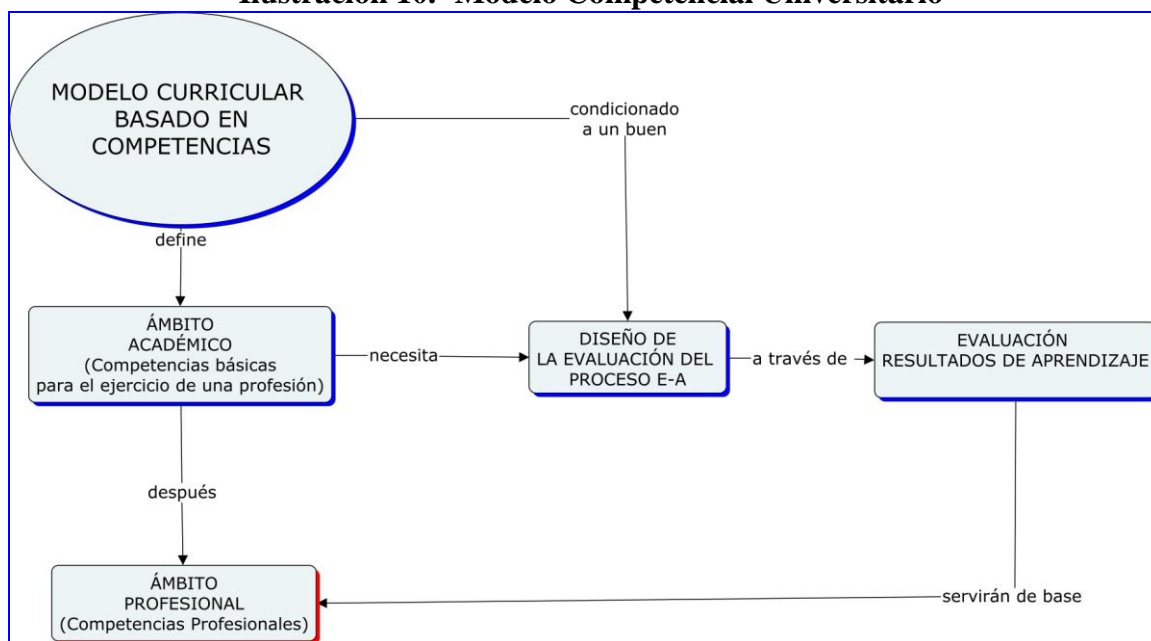 Ilustración 10. Modelo Competencial Universitario
MODELO CURRICULAR
BASADO EN
COMPETENCIAS
condicionado
a un buen
define
ÁMBITO
ACADÉMICO
(Competencias básicas
para el ejercicio de una profesión)
necesita
DISEÑO DE
LA EVALUACIÓN DEL
PROCESO E-A
a través de
EVALUACIÓN
RESULTADOS DE APRENDIZAJE
después
ÁMBITO
PROFESIONAL
(Competencias Profesionales)
servirán de base